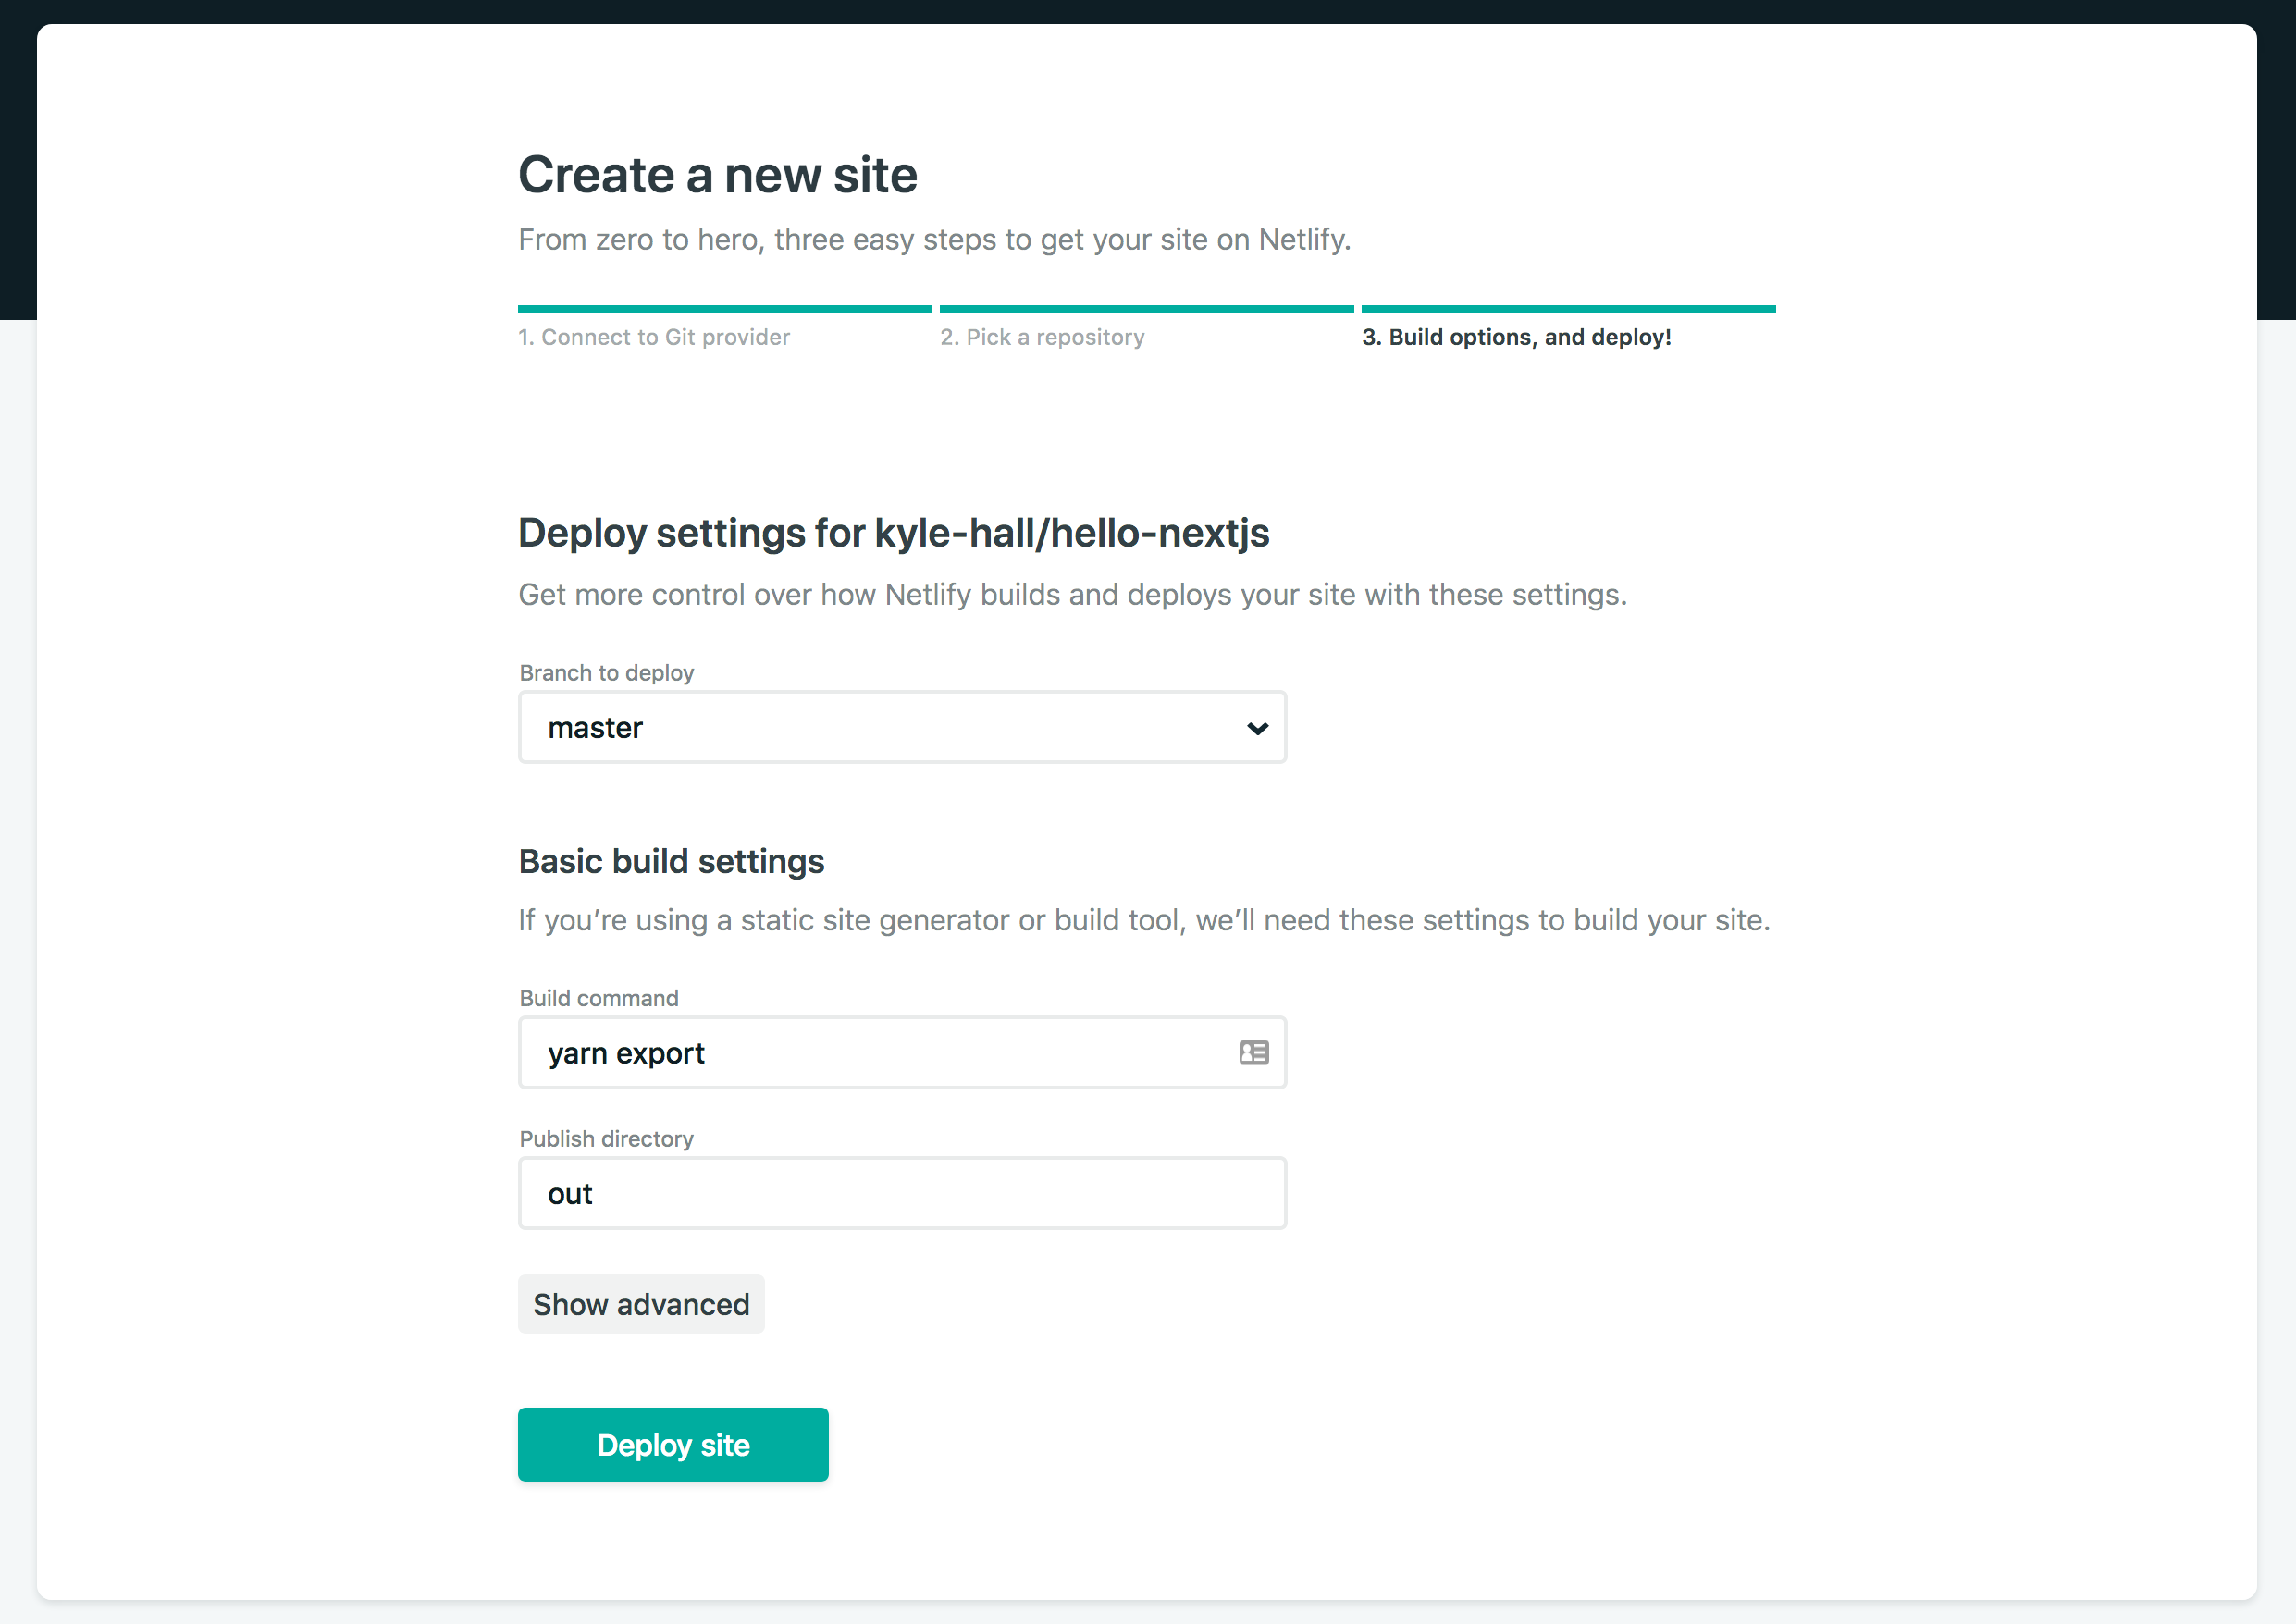 Create a new site
From zero to hero, three easy steps to get your site on Netlify.
1. Connect to Git provider
2. Pick a repository
3. Build options, and deploy!
Deploy settings for kyle-hall/hello-nextjs
Get more control over how Netlify builds and deploys your site with these settings.
Branch to deploy
master
Basic build settings
If you’re using a static site generator or build tool, we’ll need these settings to build your site.
Build command
yarn export
Publish directory
out
Show advanced
Deploy site